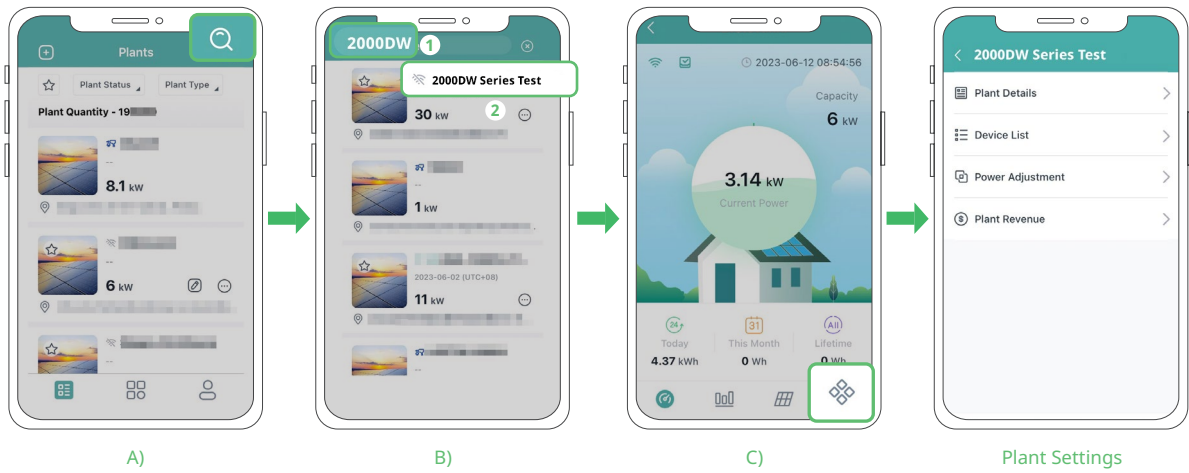 Plants
Plant Status
Plant Type
Plant Quantity - 19
--
8.1 kW
--
6 kW
--
A)
2000DW
1
2000DW Series Test
2
30 kW
--
1 kW
2023-06-02 (UTC+08)
11 kW
--
B)
2023-06-12 08:54:56
Capacity
6 kW
3.14 kW
Current Power
24
31
All
Today
This Month
Lifetime
4.37 kWh
0 Wh
0 Wh
C)
2000DW Series Test
Plant Details
Device List
Power Adjustment
Plant Revenue
Plant Settings